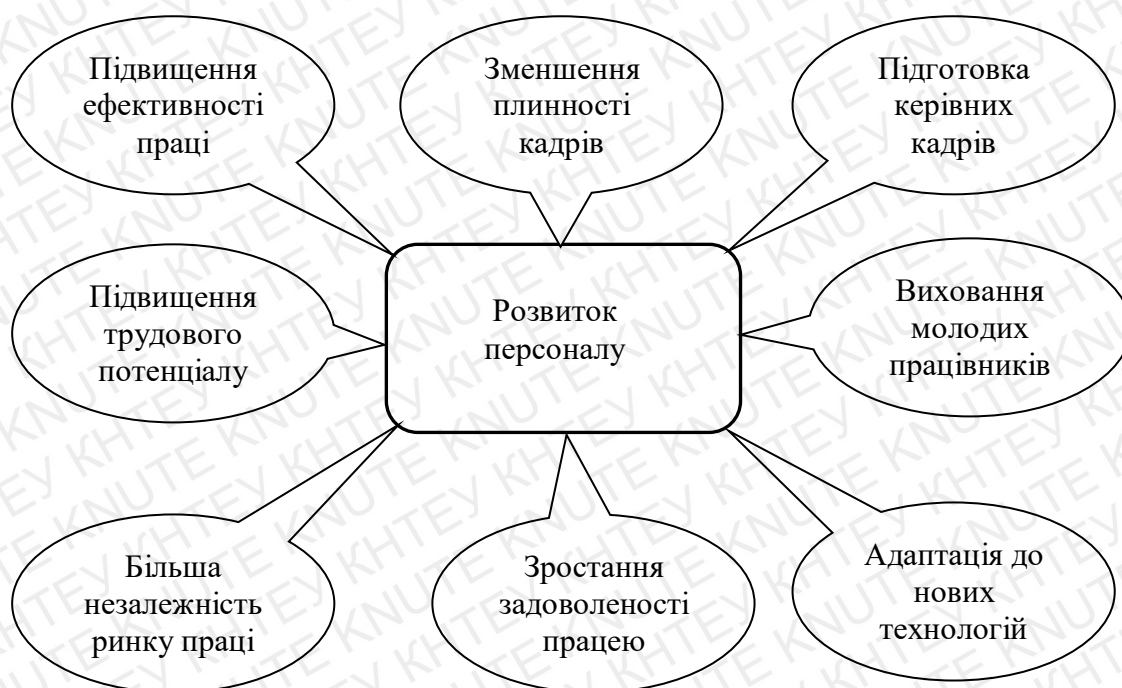 Підвищення
ефективності
праці
Зменшення
плинності
кадрів
Підготовка
керівних
кадрів
Підвищення
трудового
потенціалу
Розвиток
персоналу
Виховання
молодих
працівників
Більша
незалежність
ринку праці
Зростання
задоволеності
працею
Адаптація до
нових
технологій